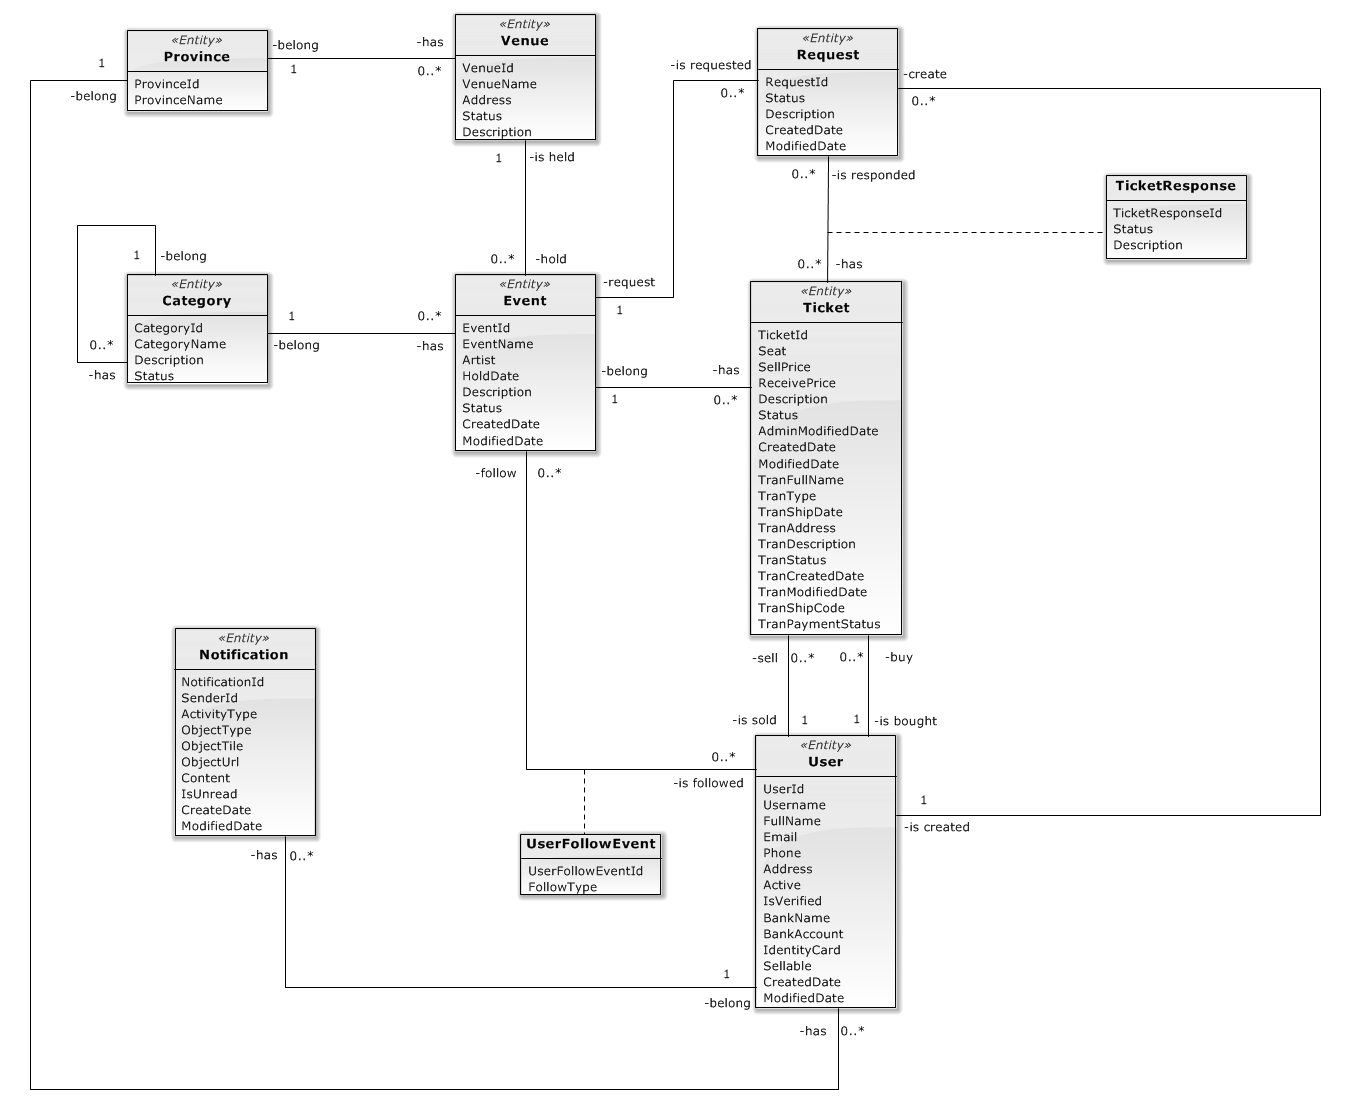 «Entity»
Province
ProvinceId
ProvinceName
1
-belong
-belong
1
-has
0..*
«Entity»
Venue
VenueId
VenueName
Address
Status
Description
1
-is held
-is requested
0..*
«Entity»
Request
RequestId
Status
Description
CreatedDate
ModifiedDate
-create
0..*
0..*
-is responded
TicketResponse
TicketResponseId
Status
Description
0..*
-has
1
-belong
0..*
-has
«Entity»
Category
CategoryId
CategoryName
Description
Status
1
-belong
0..*
-has
0..*
-hold
«Entity»
Event
EventId
EventName
Artist
HoldDate
Description
Status
CreatedDate
ModifiedDate
-request
1
-belong
1
-has
0..*
«Entity»
Ticket
TicketId
Seat
SellPrice
ReceivePrice
Description
Status
AdminModifiedDate
CreatedDate
ModifiedDate
TranFullName
TranType
TranShipDate
TranAddress
TranDescription
TranStatus
TranCreatedDate
TranModifiedDate
TranShipCode
TranPaymentStatus
-follow
0..*
-sell
0..*
0..*
-buy
-is sold
1
1
-is bought
«Entity»
Notification
NotificationId
SenderId
ActivityType
ObjectType
ObjectTile
ObjectUrl
Content
IsUnread
CreateDate
ModifiedDate
-has
0..*
0..*
-is followed
UserFollowEvent
UserFollowEventId
FollowType
«Entity»
User
UserId
Username
FullName
Email
Phone
Address
Active
IsVerified
BankName
BankAccount
IdentityCard
Sellable
CreatedDate
ModifiedDate
1
-is created
1
-belong
-has
0..*